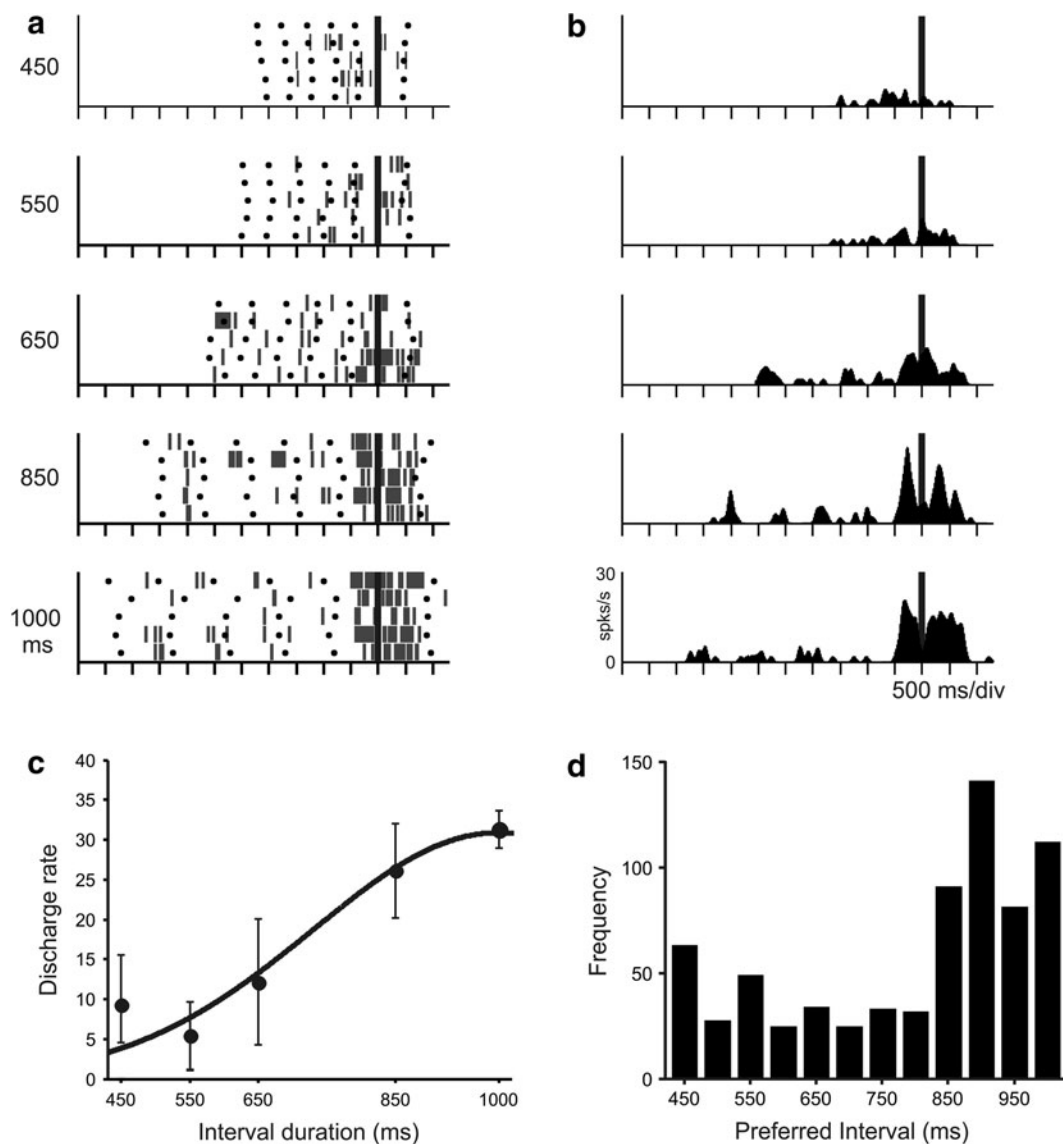 a
b
450
550
650
850
1000
ms
30
spks/s
0
500 ms/div
c
40
35
30
25
20
15
10
5
0
Discharge rate
450
550
650
850
1000
Interval duration (ms)
d
150
100
50
0
Frequency
450
550
650
750
850
950
Preferred Interval (ms)